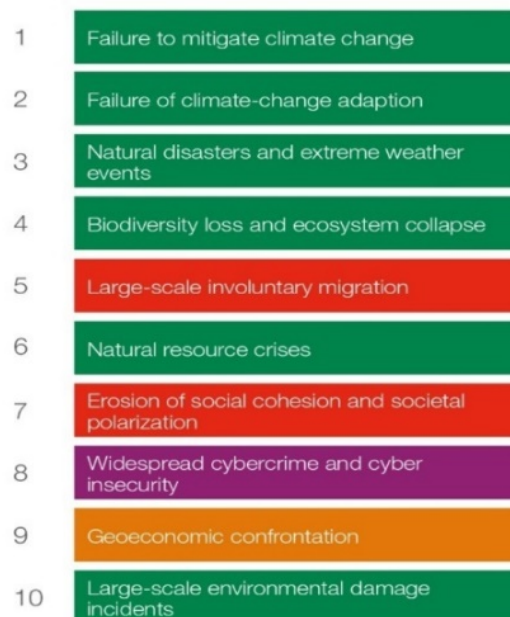 1 Failure to mitigate climate change
2 Failure of climate-change adaption
3 Natural disasters and extreme weather
events
4 Biodiversity loss and ecosystem collapse
5 Large-scale involuntary migration
6 Natural resource crises
7 Erosion of social cohesion and societal
polarization
8 Widespread cybercrime and cyber
insecurity
9 Geoeconomic confrontation
10 Large-scale environmental damage
incidents